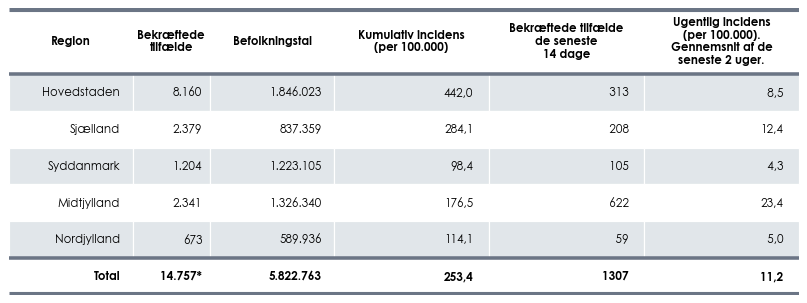 Region | Bekræftede tilfælde | Befolkningstal | Kumulativ incidens (per 100.000) | Bekræftede tilfælde de seneste 14 dage | Ugentlig incidens (per 100.000). Gennemsnit af de seneste 2 uger.
Hovedstaden | 8.160 | 1.846.023 | 442,0 | 313 | 8,5
Sjælland | 2.379 | 837.359 | 284,1 | 208 | 12,4
Syddanmark | 1.204 | 1.223.105 | 98,4 | 105 | 4,3
Midtjylland | 2.341 | 1.326.340 | 176,5 | 622 | 23,4
Nordjylland | 673 | 589.936 | 114,1 | 59 | 5,0
Total | 14.757* | 5.822.763 | 253,4 | 1307 | 11,2